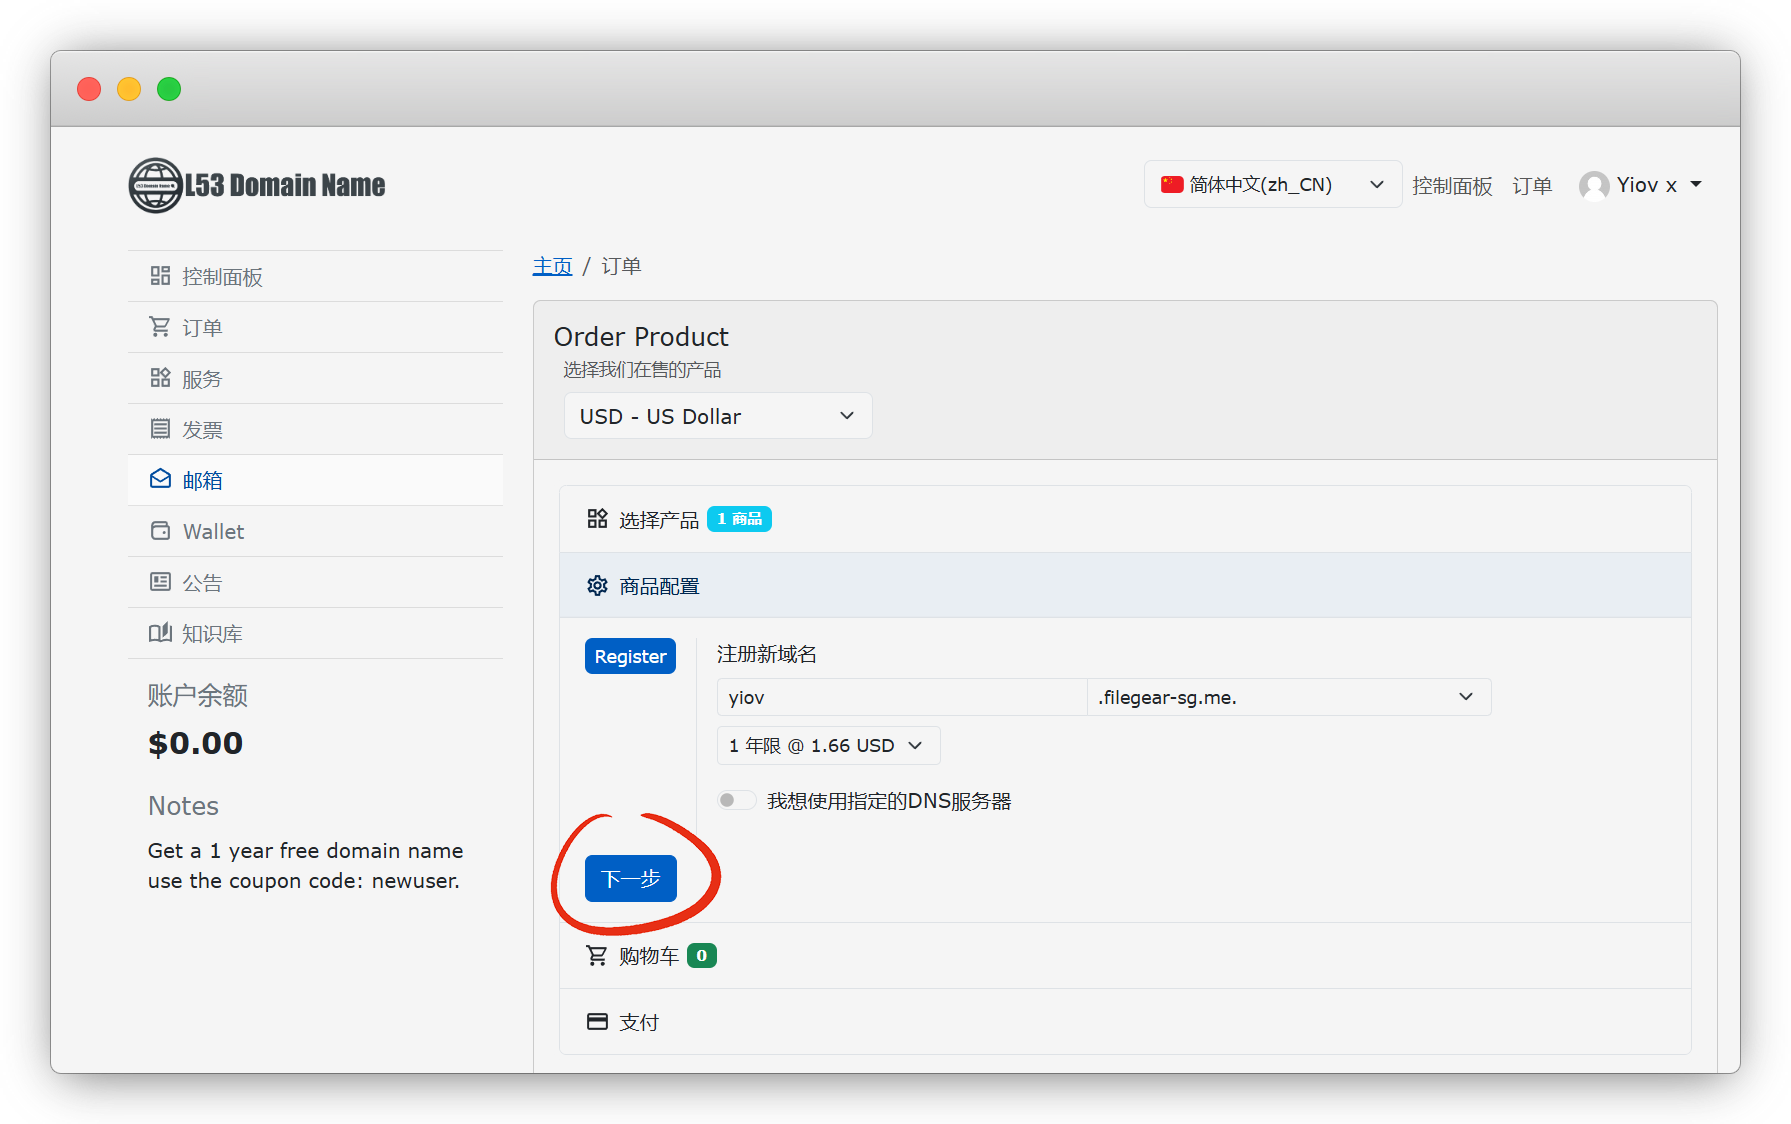 L53 Domain Name
简体中文(zh_CN)
控制面板
订单
Yiov x
控制面板
订单
服务
发票
邮箱
Wallet
公告
知识库
账户余额
$0.00
Notes
Get a 1 year free domain name
use the coupon code: newuser.
主页 / 订单
Order Product
选择我们在售的产品
USD - US Dollar
选择产品 1 商品
商品配置
Register
注册新域名
yiov
.filegear-sg.me.
1 年限 @ 1.66 USD
我想使用指定的DNS服务器
下一步
购物车 0
支付